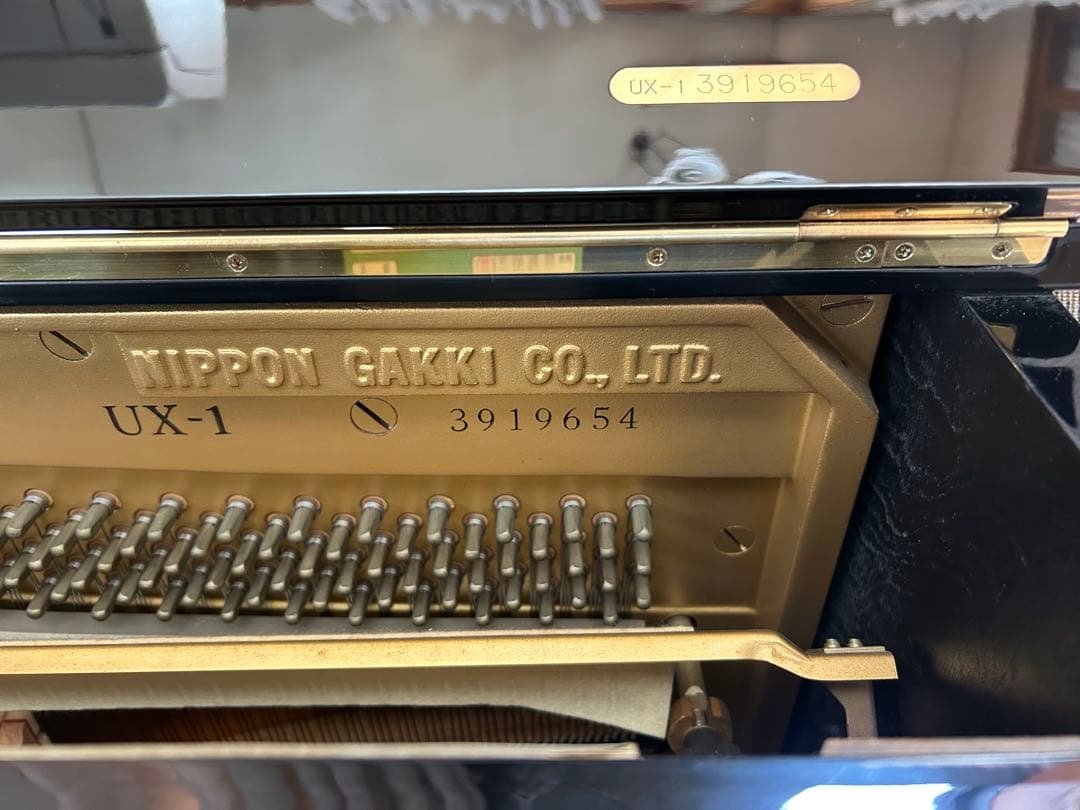 UX-1 3919654
NIPPON GAKKI CO., LTD.
UX-1 3919654